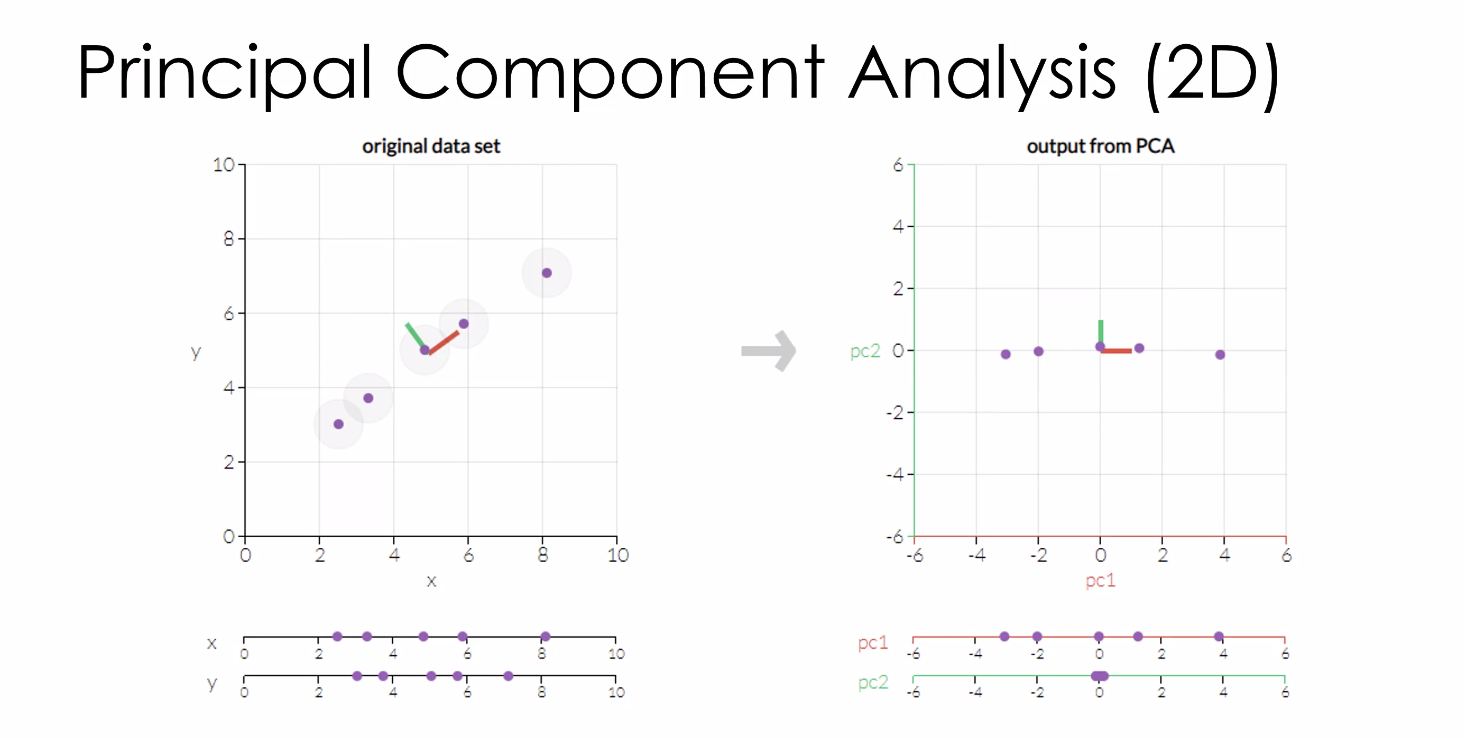 Principal Component Analysis (2D)
original data set
10
8
6
4
2
0
y
0 2 4 6 8 10
x
→
output from PCA
6
4
2
0
-2
-4
-6
pc2
-6 -4 -2 0 2 4 6
pc1
x
0 2 4 6 8 10
y
0 2 4 6 8 10
pc1
-6 -4 -2 0 2 4 6
pc2
-6 -4 -2 0 2 4 6